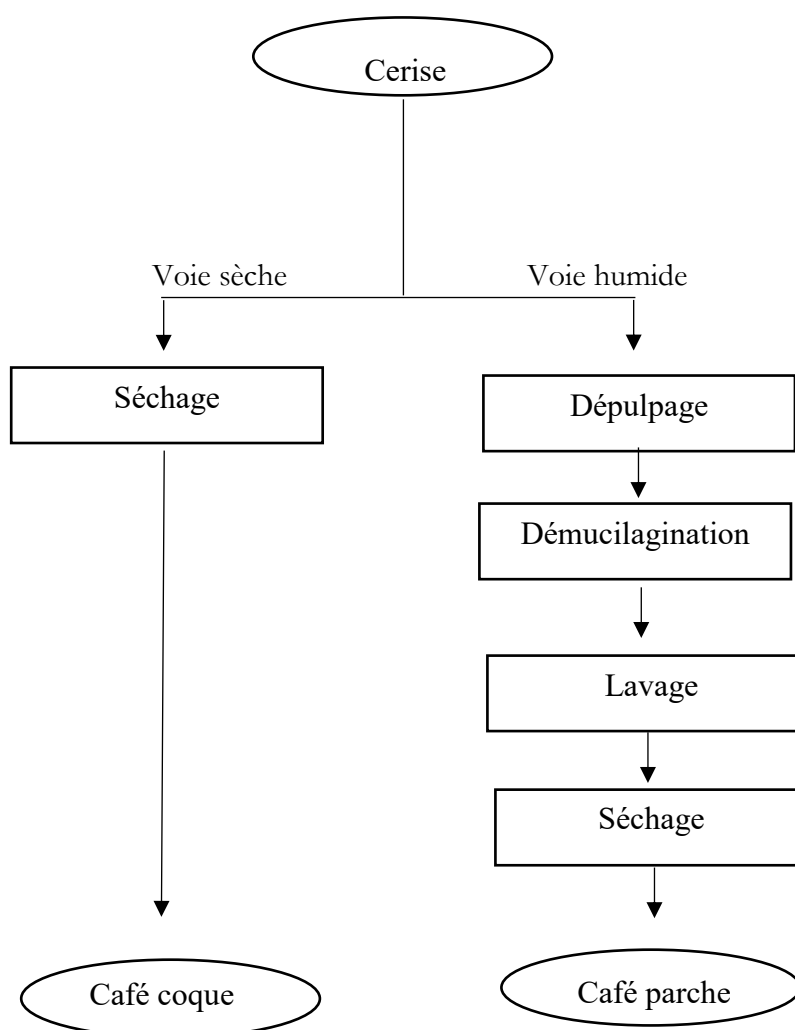 Cerise
Voie sèche
Voie humide
Séchage
Dépulpage
Démucilagination
Lavage
Séchage
Café coque
Café parche